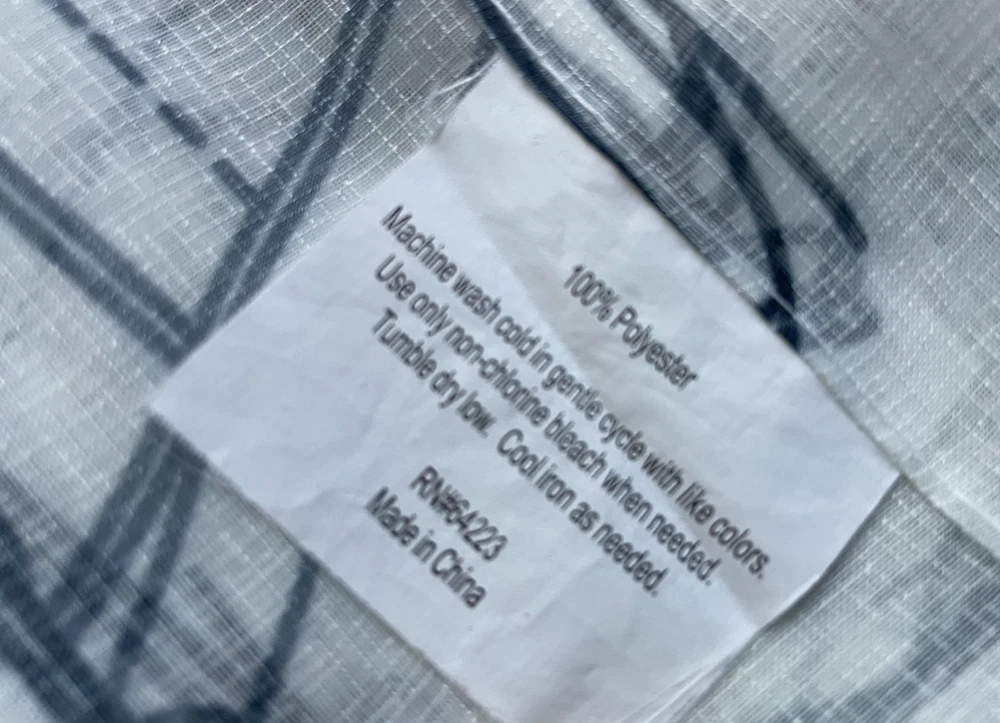 100% Polyester
Machine wash cold in gentle cycle with like colors.
Use only non-chlorine bleach when needed.
Tumble dry low. Cool iron as needed.
RN#64223
Made in China